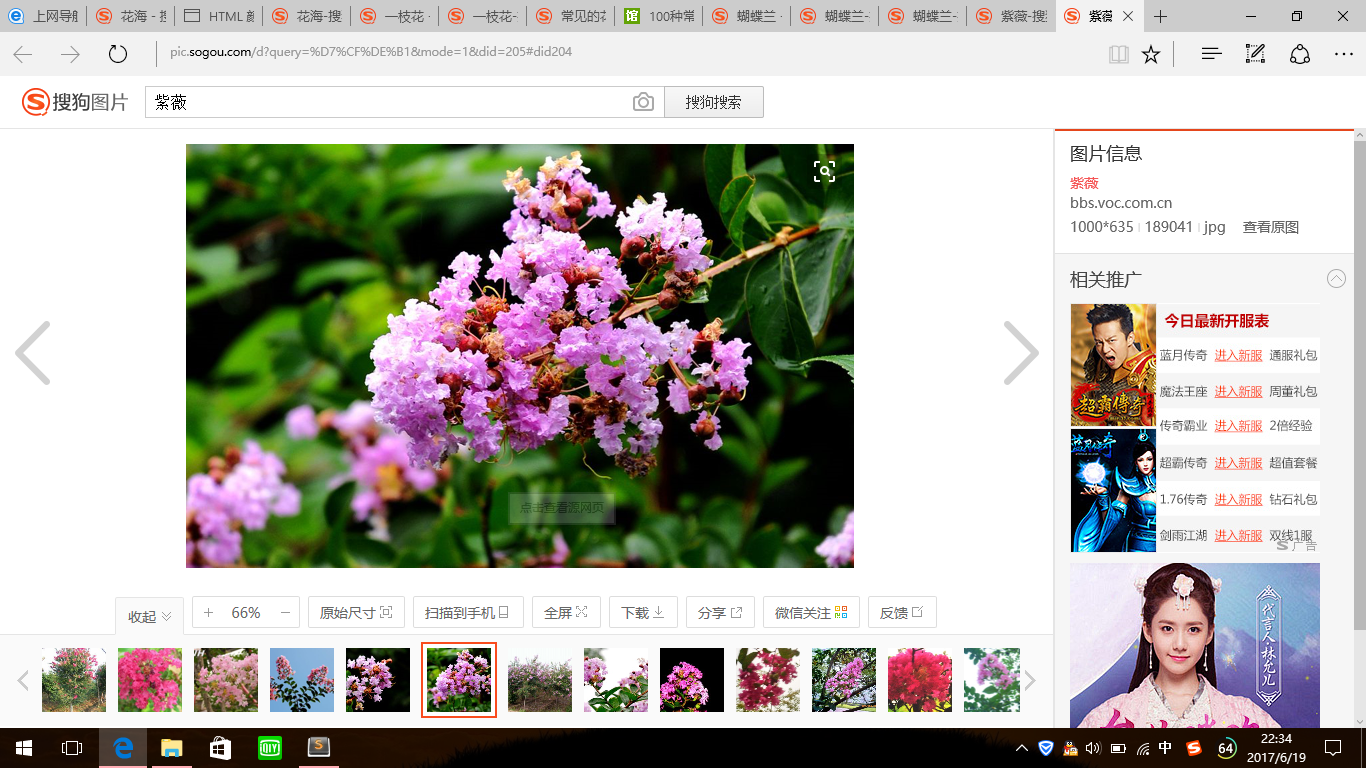 上网导航
花海 - 搜
HTML 颜
花海-搜
一枝花 -
一枝花-
常见的花
100种常
蝴蝶兰 -
蝴蝶兰-
蝴蝶兰-
紫薇-搜
紫薇
pic.sogou.com/d?query=%D7%CF%DE%B1&mode=1&did=205#did204
搜狗图片
紫薇
搜狗搜索
点击查看源网页
图片信息
紫薇
bbs.voc.com.cn
1000*635 189041 jpg 查看原图
相关推广
今日最新开服表
蓝月传奇 进入新服 通服礼包
魔法王座 进入新服 周董礼包
传奇霸业 进入新服 2倍经验
超霸传奇 进入新服 超值套餐
1.76传奇 进入新服 钻石礼包
剑雨江湖 进入新服 双线1服
广告
超霸傳奇
代言人林允儿
收起
+ 66% −
原始尺寸
扫描到手机
全屏
下载
分享
微信关注
反馈
iQIYI
中
64
22:34
2017/6/19